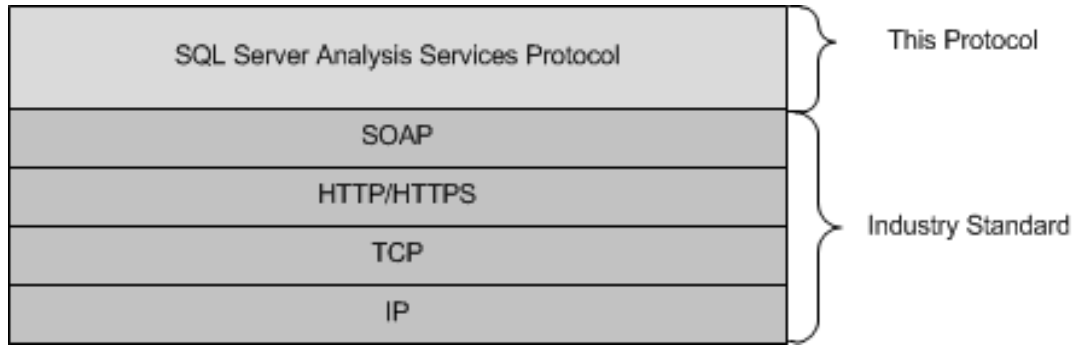 SQL Server Analysis Services Protocol
This Protocol
SOAP
HTTP/HTTPS
TCP
IP
Industry Standard